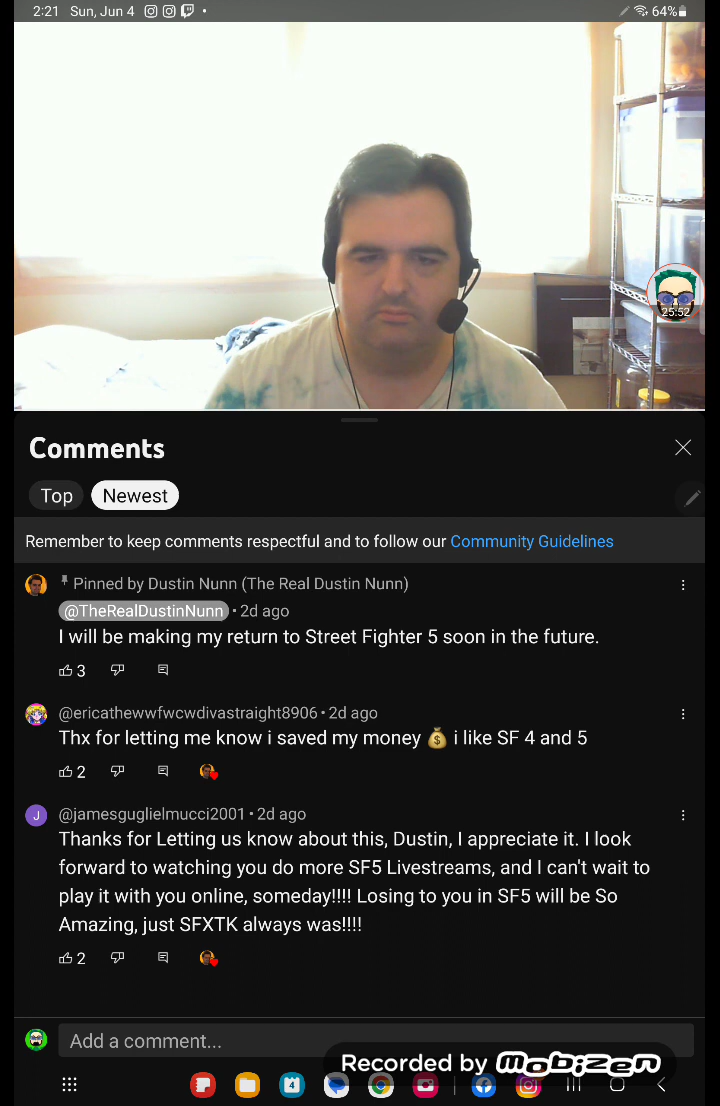 2:21 Sun, Jun 4 64%
25:52
Comments
Top Newest
Remember to keep comments respectful and to follow our Community Guidelines
Pinned by Dustin Nunn (The Real Dustin Nunn)
@TheRealDustinNunn • 2d ago
I will be making my return to Street Fighter 5 soon in the future.
3
@ericathewwfwcwdivastraight8906 • 2d ago
Thx for letting me know i saved my money 💰 i like SF 4 and 5
2
J @jamesguglielmucci2001 • 2d ago
Thanks for Letting us know about this, Dustin, I appreciate it. I look
forward to watching you do more SF5 Livestreams, and I can't wait to
play it with you online, someday!!!! Losing to you in SF5 will be So
Amazing, just SFXTK always was!!!!
2
Add a comment...
Recorded by Mobizen
4